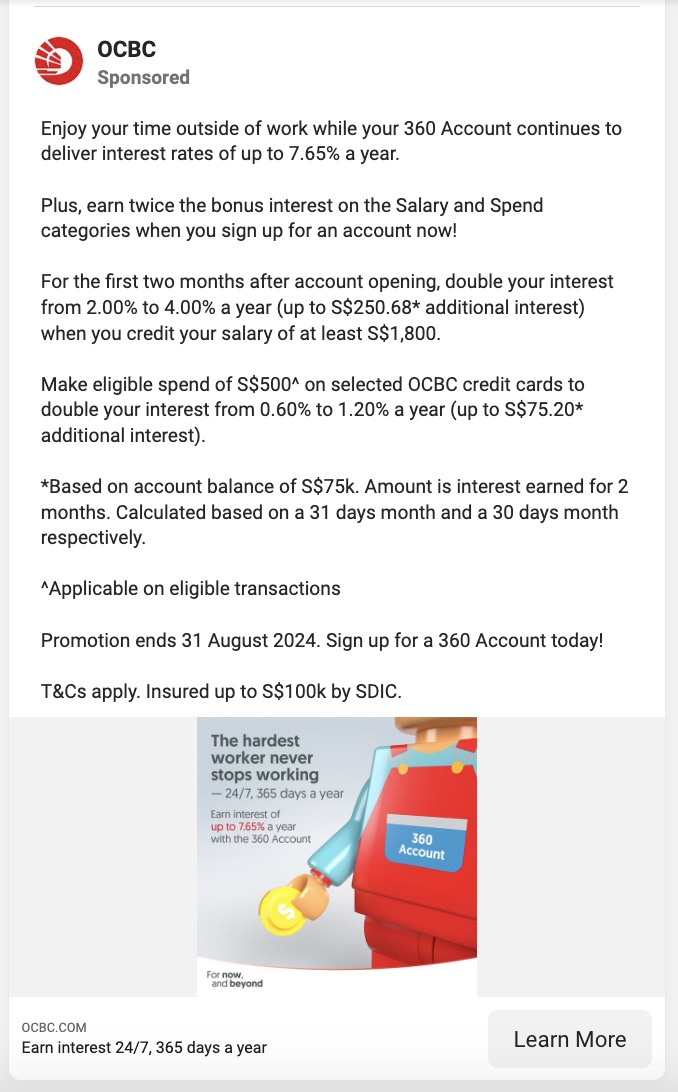 OCBC
Sponsored
Enjoy your time outside of work while your 360 Account continues to
deliver interest rates of up to 7.65% a year.
Plus, earn twice the bonus interest on the Salary and Spend
categories when you sign up for an account now!
For the first two months after account opening, double your interest
from 2.00% to 4.00% a year (up to S$250.68* additional interest)
when you credit your salary of at least S$1,800.
Make eligible spend of S$500^ on selected OCBC credit cards to
double your interest from 0.60% to 1.20% a year (up to S$75.20*
additional interest).
*Based on account balance of S$75k. Amount is interest earned for 2
months. Calculated based on a 31 days month and a 30 days month
respectively.
^Applicable on eligible transactions
Promotion ends 31 August 2024. Sign up for a 360 Account today!
T&Cs apply. Insured up to S$100k by SDIC.
The hardest
worker never
stops working
— 24/7, 365 days a year
Earn interest of
up to 7.65% a year
with the 360 Account
360
Account
$
For now,
and beyond
OCBC.COM
Earn interest 24/7, 365 days a year
Learn More